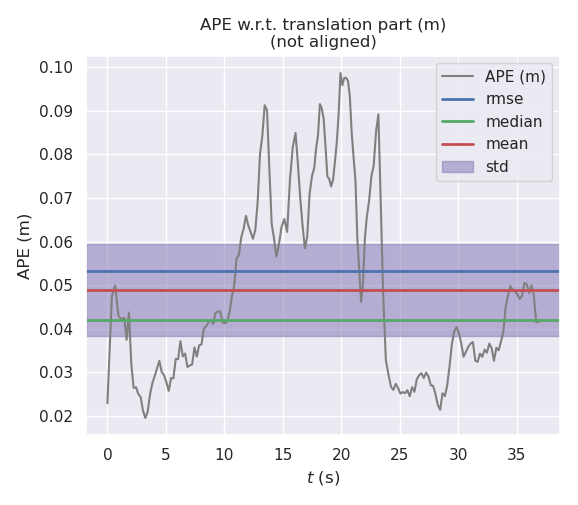 APE w.r.t. translation part (m)
(not aligned)
APE (m)
rmse
median
mean
std
APE (m)
0.10
0.09
0.08
0.07
0.06
0.05
0.04
0.03
0.02
0 5 10 15 20 25 30 35
t (s)